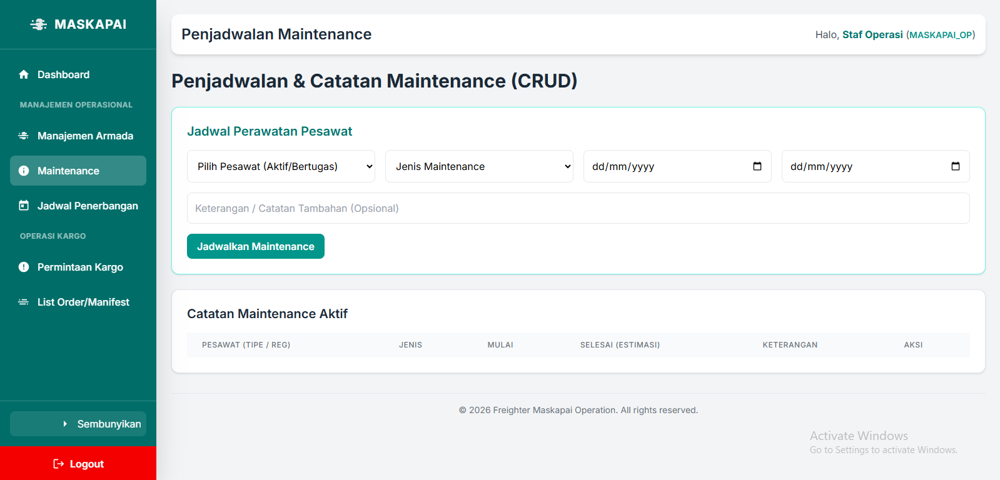 MASKAPAI
Dashboard
MANAJEMEN OPERASIONAL
Manajemen Armada
Maintenance
Jadwal Penerbangan
OPERASI KARGO
Permintaan Kargo
List Order/Manifest
Sembunyikan
Logout
Penjadwalan Maintenance
Halo, Staf Operasi (MASKAPAI_OP)
Penjadwalan & Catatan Maintenance (CRUD)
Jadwal Perawatan Pesawat
Pilih Pesawat (Aktif/Bertugas) Jenis Maintenance dd/mm/yyyy dd/mm/yyyy
Keterangan / Catatan Tambahan (Opsional)
Jadwalkan Maintenance
Catatan Maintenance Aktif
PESAWAT (TIPE / REG) JENIS MULAI SELESAI (ESTIMASI) KETERANGAN AKSI
© 2026 Freighter Maskapai Operation. All rights reserved.
Activate Windows
Go to Settings to activate Windows.